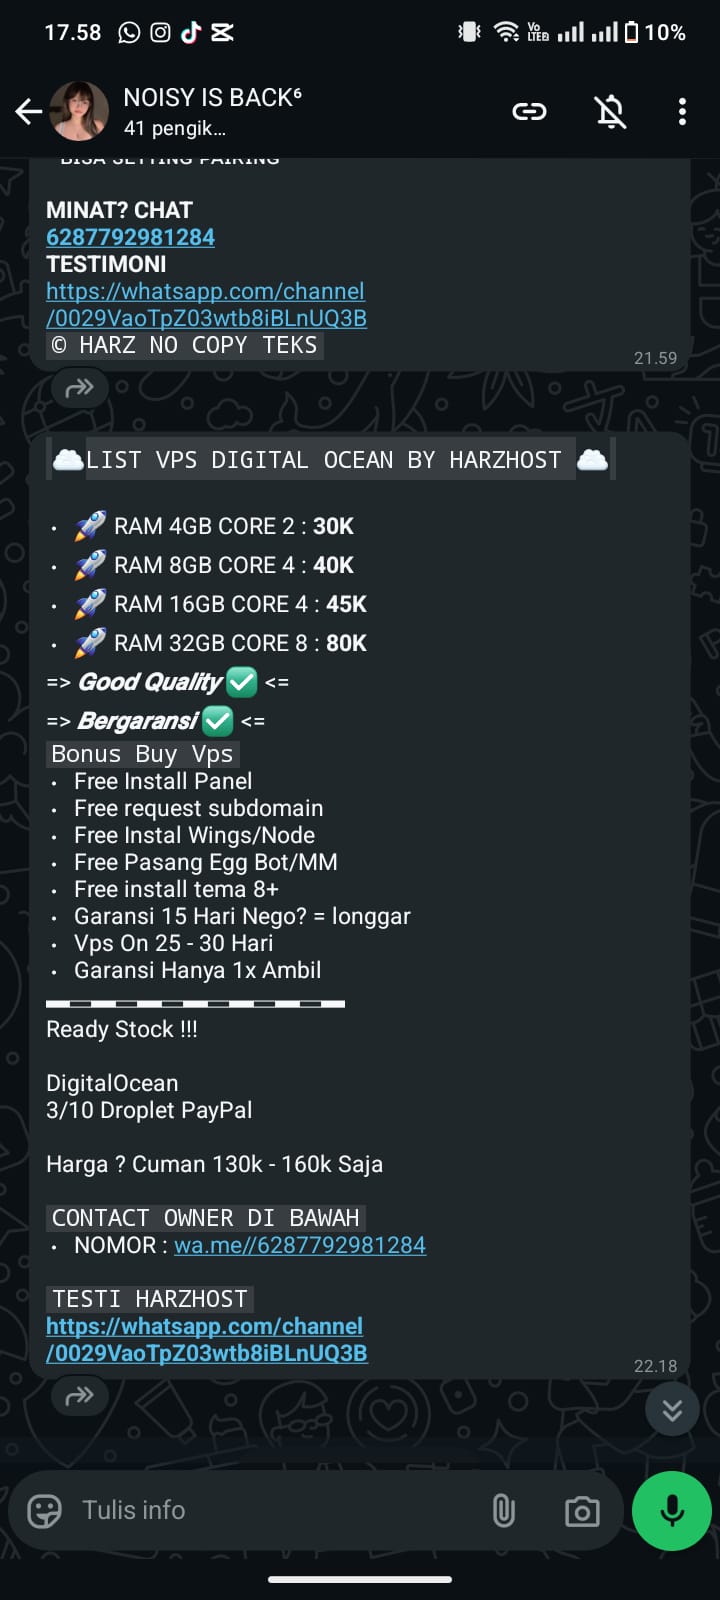 17.58
Vo
LTE2
10%
NOISY IS BACK⁶
41 pengik...
BISA SETTING PAIRING
MINAT? CHAT
6287792981284
TESTIMONI
https://whatsapp.com/channel
/0029VaoTpZ03wtb8iBLnUQ3B
© HARZ NO COPY TEKS
21.59
☁️LIST VPS DIGITAL OCEAN BY HARZHOST ☁️
• 🚀 RAM 4GB CORE 2 : 30K
• 🚀 RAM 8GB CORE 4 : 40K
• 🚀 RAM 16GB CORE 4 : 45K
• 🚀 RAM 32GB CORE 8 : 80K
=> Good Quality✅ <=
=> Bergaransi✅ <=
Bonus Buy Vps
• Free Install Panel
• Free request subdomain
• Free Instal Wings/Node
• Free Pasang Egg Bot/MM
• Free install tema 8+
• Garansi 15 Hari Nego? = longgar
• Vps On 25 - 30 Hari
• Garansi Hanya 1x Ambil
Ready Stock !!!
DigitalOcean
3/10 Droplet PayPal
Harga ? Cuman 130k - 160k Saja
CONTACT OWNER DI BAWAH
• NOMOR : wa.me//6287792981284
TESTI HARZHOST
https://whatsapp.com/channel
/0029VaoTpZ03wtb8iBLnUQ3B
22.18
Tulis info